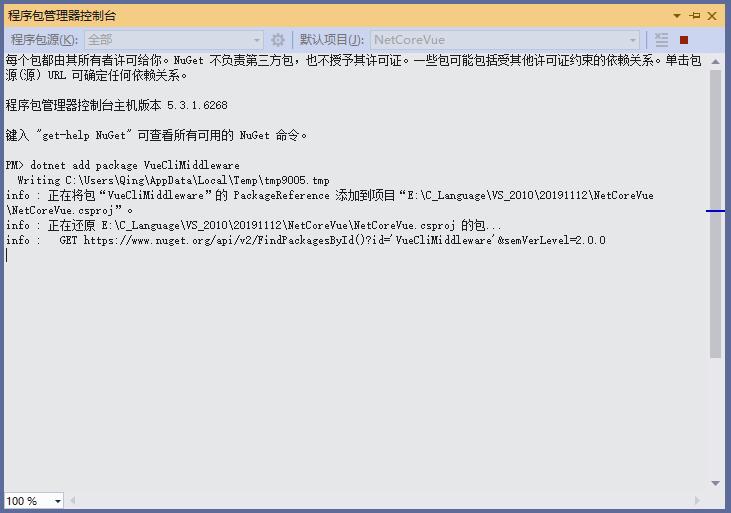 程序包管理器控制台
程序包源(K): 全部 默认项目(J): NetCoreVue
每个包都由其所有者许可给你。NuGet 不负责第三方包，也不授予其许可证。一些包可能包括受其他许可证约束的依赖关系。单击包
源(源) URL 可确定任何依赖关系。
程序包管理器控制台主机版本 5.3.1.6268
键入 "get-help NuGet" 可查看所有可用的 NuGet 命令。
PM> dotnet add package VueCliMiddleware
Writing C:\Users\Qing\AppData\Local\Temp\tmp9005.tmp
info : 正在将包“VueCliMiddleware”的 PackageReference 添加到项目“E:\C_Language\VS_2010\20191112\NetCoreVue
\NetCoreVue.csproj”。
info : 正在还原 E:\C_Language\VS_2010\20191112\NetCoreVue\NetCoreVue.csproj 的包...
info :   GET https://www.nuget.org/api/v2/FindPackagesById()?id='VueCliMiddleware'&semVerLevel=2.0.0
100 %